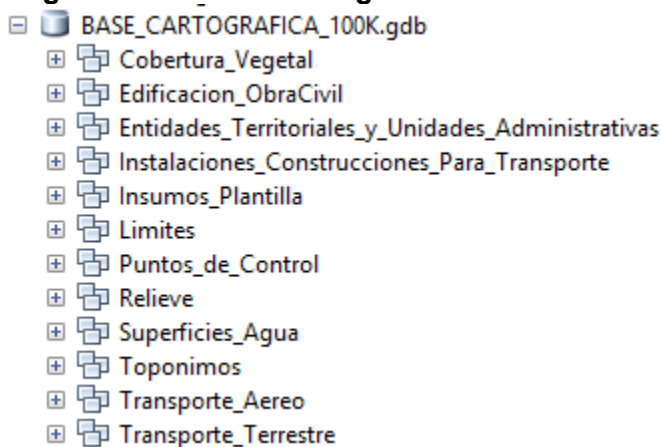 BASE_CARTOGRAFICA_100K.gdb
Cobertura_Vegetal
Edificacion_ObraCivil
Entidades_Territoriales_y_Unidades_Administrativas
Instalaciones_Construcciones_Para_Transporte
Insumos_Plantilla
Limites
Puntos_de_Control
Relieve
Superficies_Agua
Toponimos
Transporte_Aereo
Transporte_Terrestre